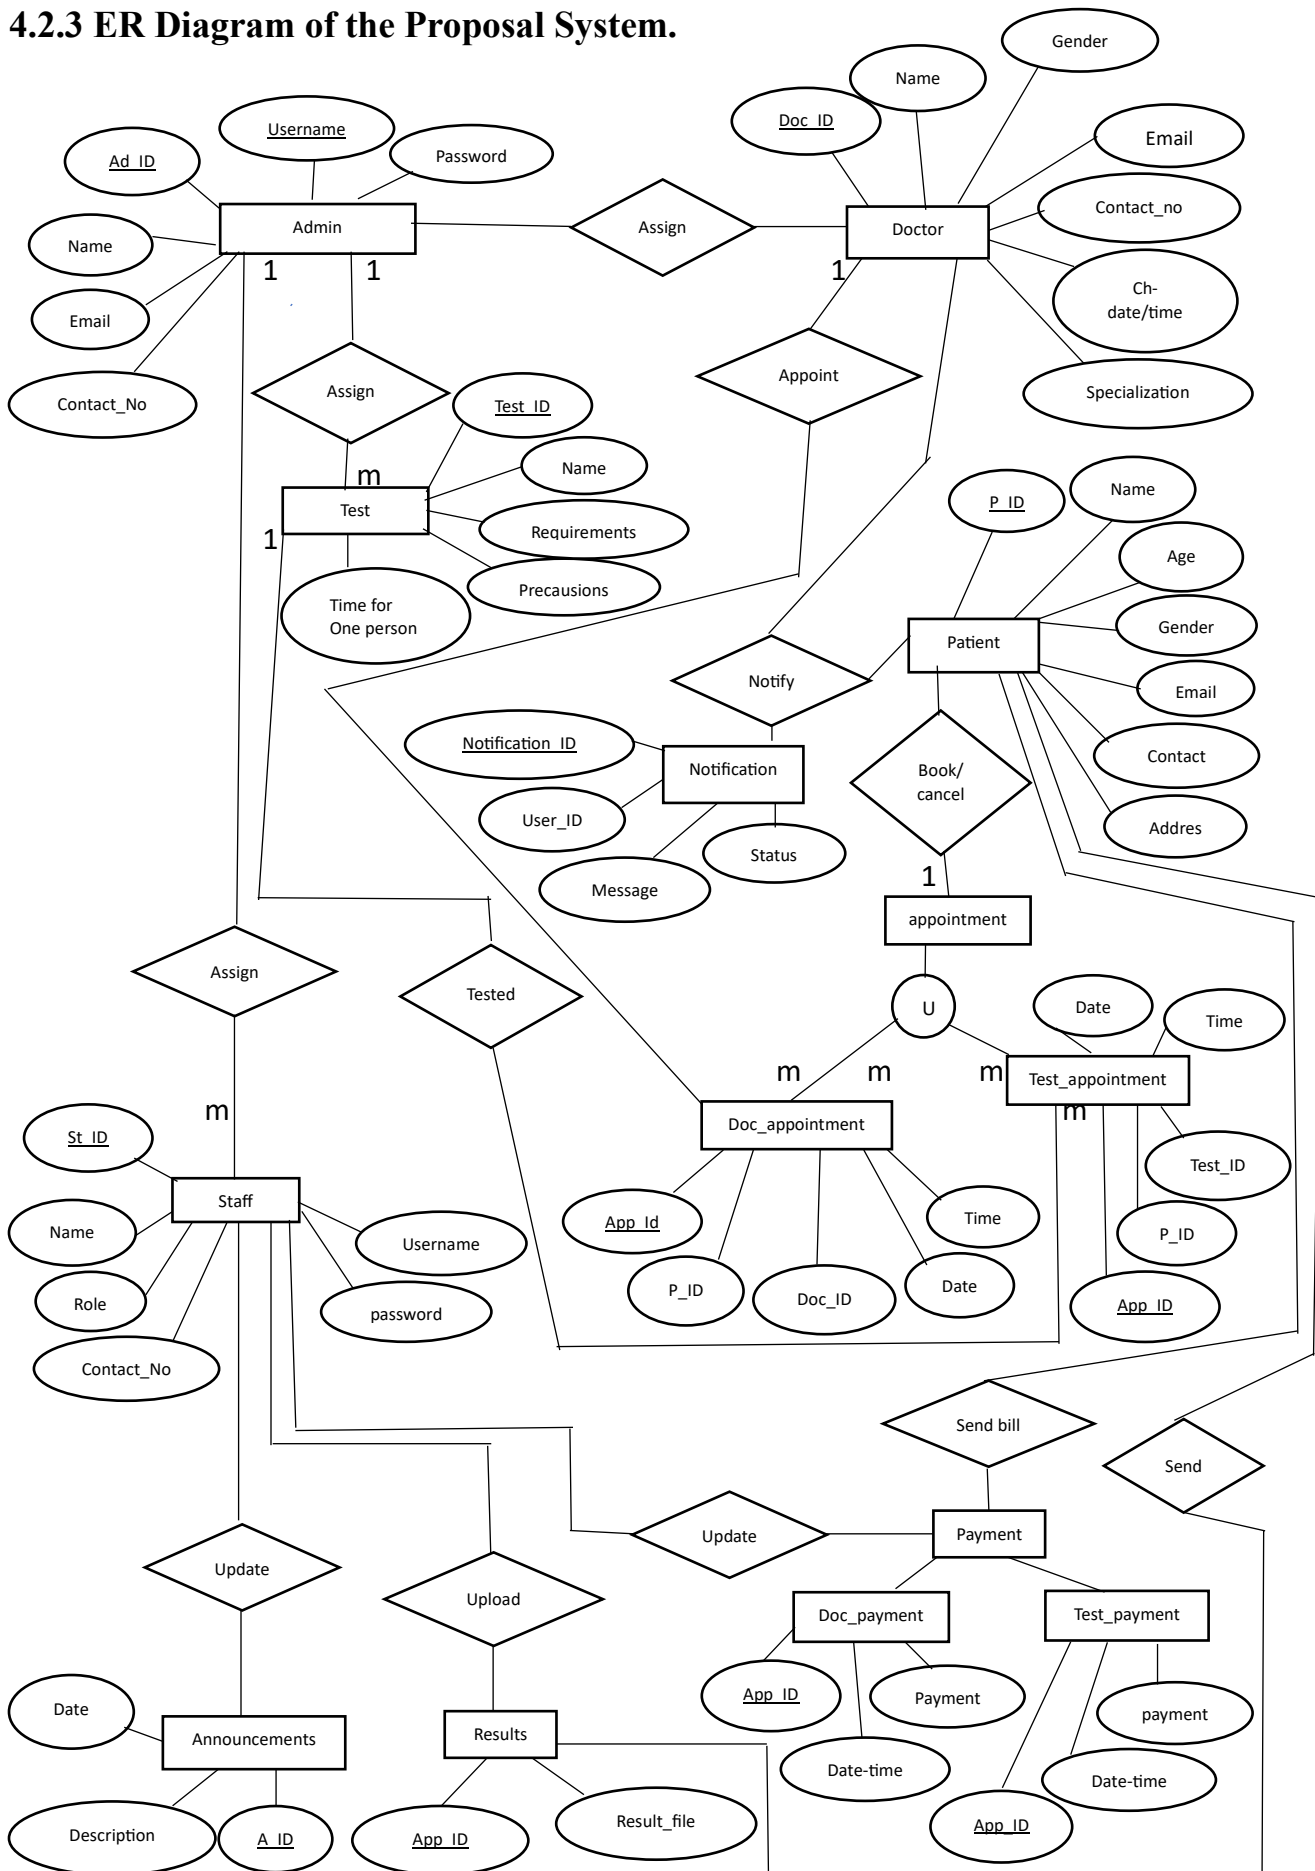 4.2.3 ER Diagram of the Proposal System.
Gender
Name
Doc_ID
Username
Email
Password
Ad_ID
Contact_no
Admin
Assign
Doctor
Name
1
1
1
Ch-
date/time
Email
Appoint
Assign
Specialization
Contact_No
Test_ID
Name
m
Name
P_ID
Test
Requirements
1
Age
Precausions
Time for
One person
Gender
Patient
Notify
Email
Notification_ID
Notification
Contact
Book/
cancel
User_ID
Addres
Status
Message
1
appointment
Assign
Tested
U
Date
Time
m
m
m
Test_appointment
m
m
Doc_appointment
St_ID
Test_ID
Staff
App_Id
Time
Name
Username
P_ID
P_ID
Doc_ID
Date
Role
password
App_ID
Contact_No
Send bill
Send
Update
Payment
Update
Upload
Doc_payment
Test_payment
App_ID
Payment
Date
payment
Announcements
Results
Date-time
Date-time
Description
A_ID
App_ID
Result_file
App_ID